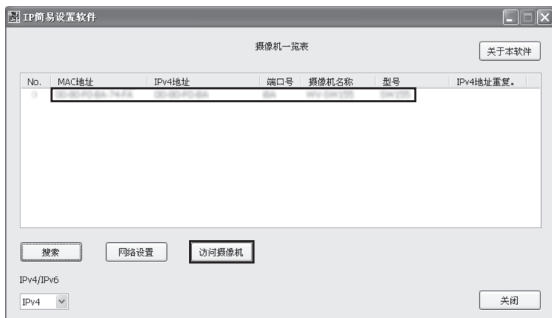 IP简易设置软件
摄像机一览表
关于本软件
No. MAC地址 IPv4地址 端口号 摄像机名称 型号 IPv4地址重复。
搜索 网络设置 访问摄像机
IPv4/IPv6
IPv4 关闭